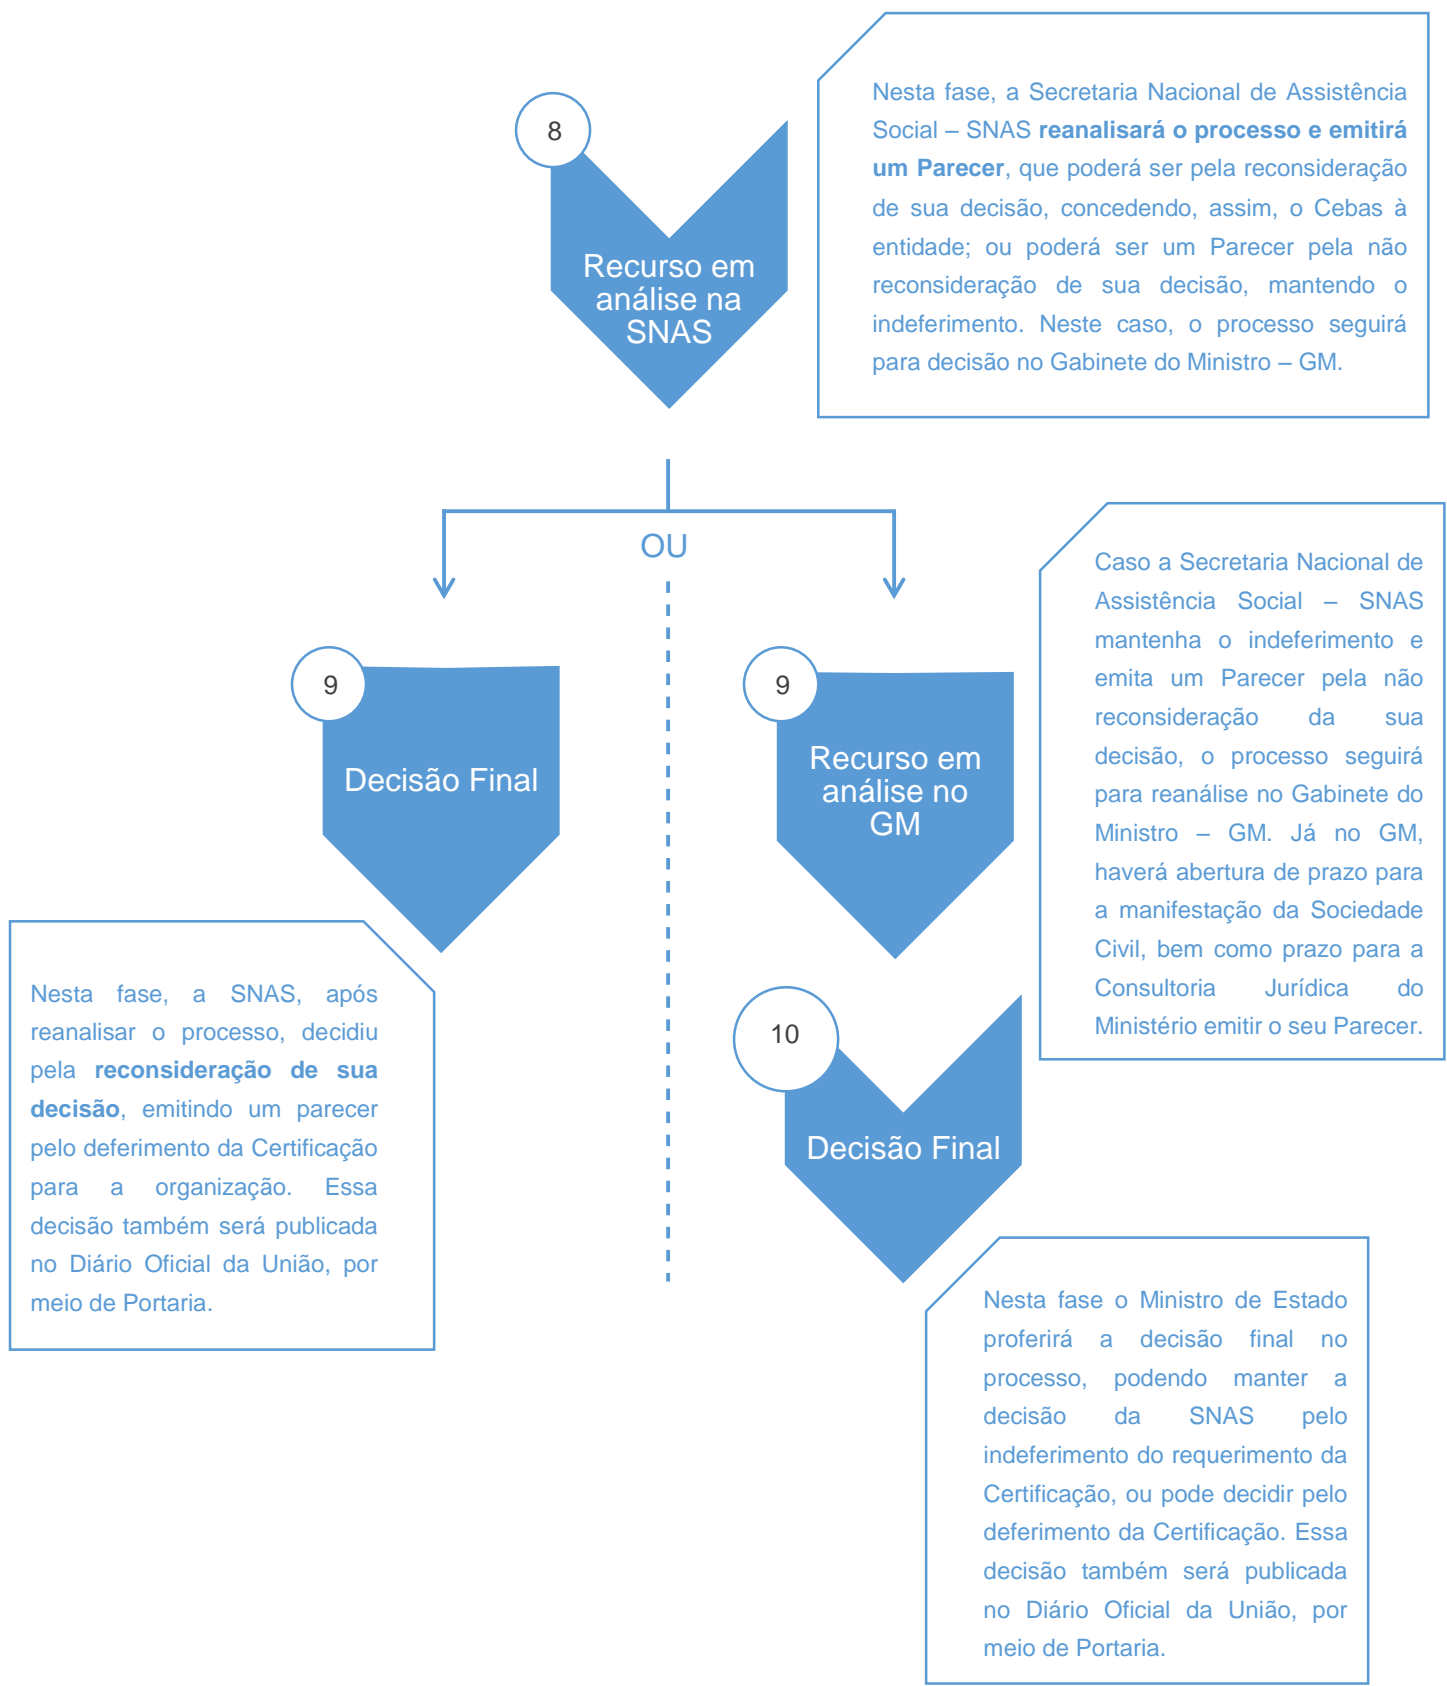 8
Recurso em
análise na
SNAS
Nesta fase, a Secretaria Nacional de Assistência
Social – SNAS reanalisará o processo e emitirá
um Parecer, que poderá ser pela reconsideração
de sua decisão, concedendo, assim, o Cebas à
entidade; ou poderá ser um Parecer pela não
reconsideração de sua decisão, mantendo o
indeferimento. Neste caso, o processo seguirá
para decisão no Gabinete do Ministro – GM.
OU
9
Decisão Final
Nesta fase, a SNAS, após
reanalisar o processo, decidiu
pela reconsideração de sua
decisão, emitindo um parecer
pelo deferimento da Certificação
para a organização. Essa
decisão também será publicada
no Diário Oficial da União, por
meio de Portaria.
9
Recurso em
análise no
GM
Caso a Secretaria Nacional de
Assistência Social – SNAS
mantenha o indeferimento e
emita um Parecer pela não
reconsideração da sua
decisão, o processo seguirá
para reanálise no Gabinete do
Ministro – GM. Já no GM,
haverá abertura de prazo para
a manifestação da Sociedade
Civil, bem como prazo para a
Consultoria Jurídica do
Ministério emitir o seu Parecer.
10
Decisão Final
Nesta fase o Ministro de Estado
proferirá a decisão final no
processo, podendo manter a
decisão da SNAS pelo
indeferimento do requerimento da
Certificação, ou pode decidir pelo
deferimento da Certificação. Essa
decisão também será publicada
no Diário Oficial da União, por
meio de Portaria.